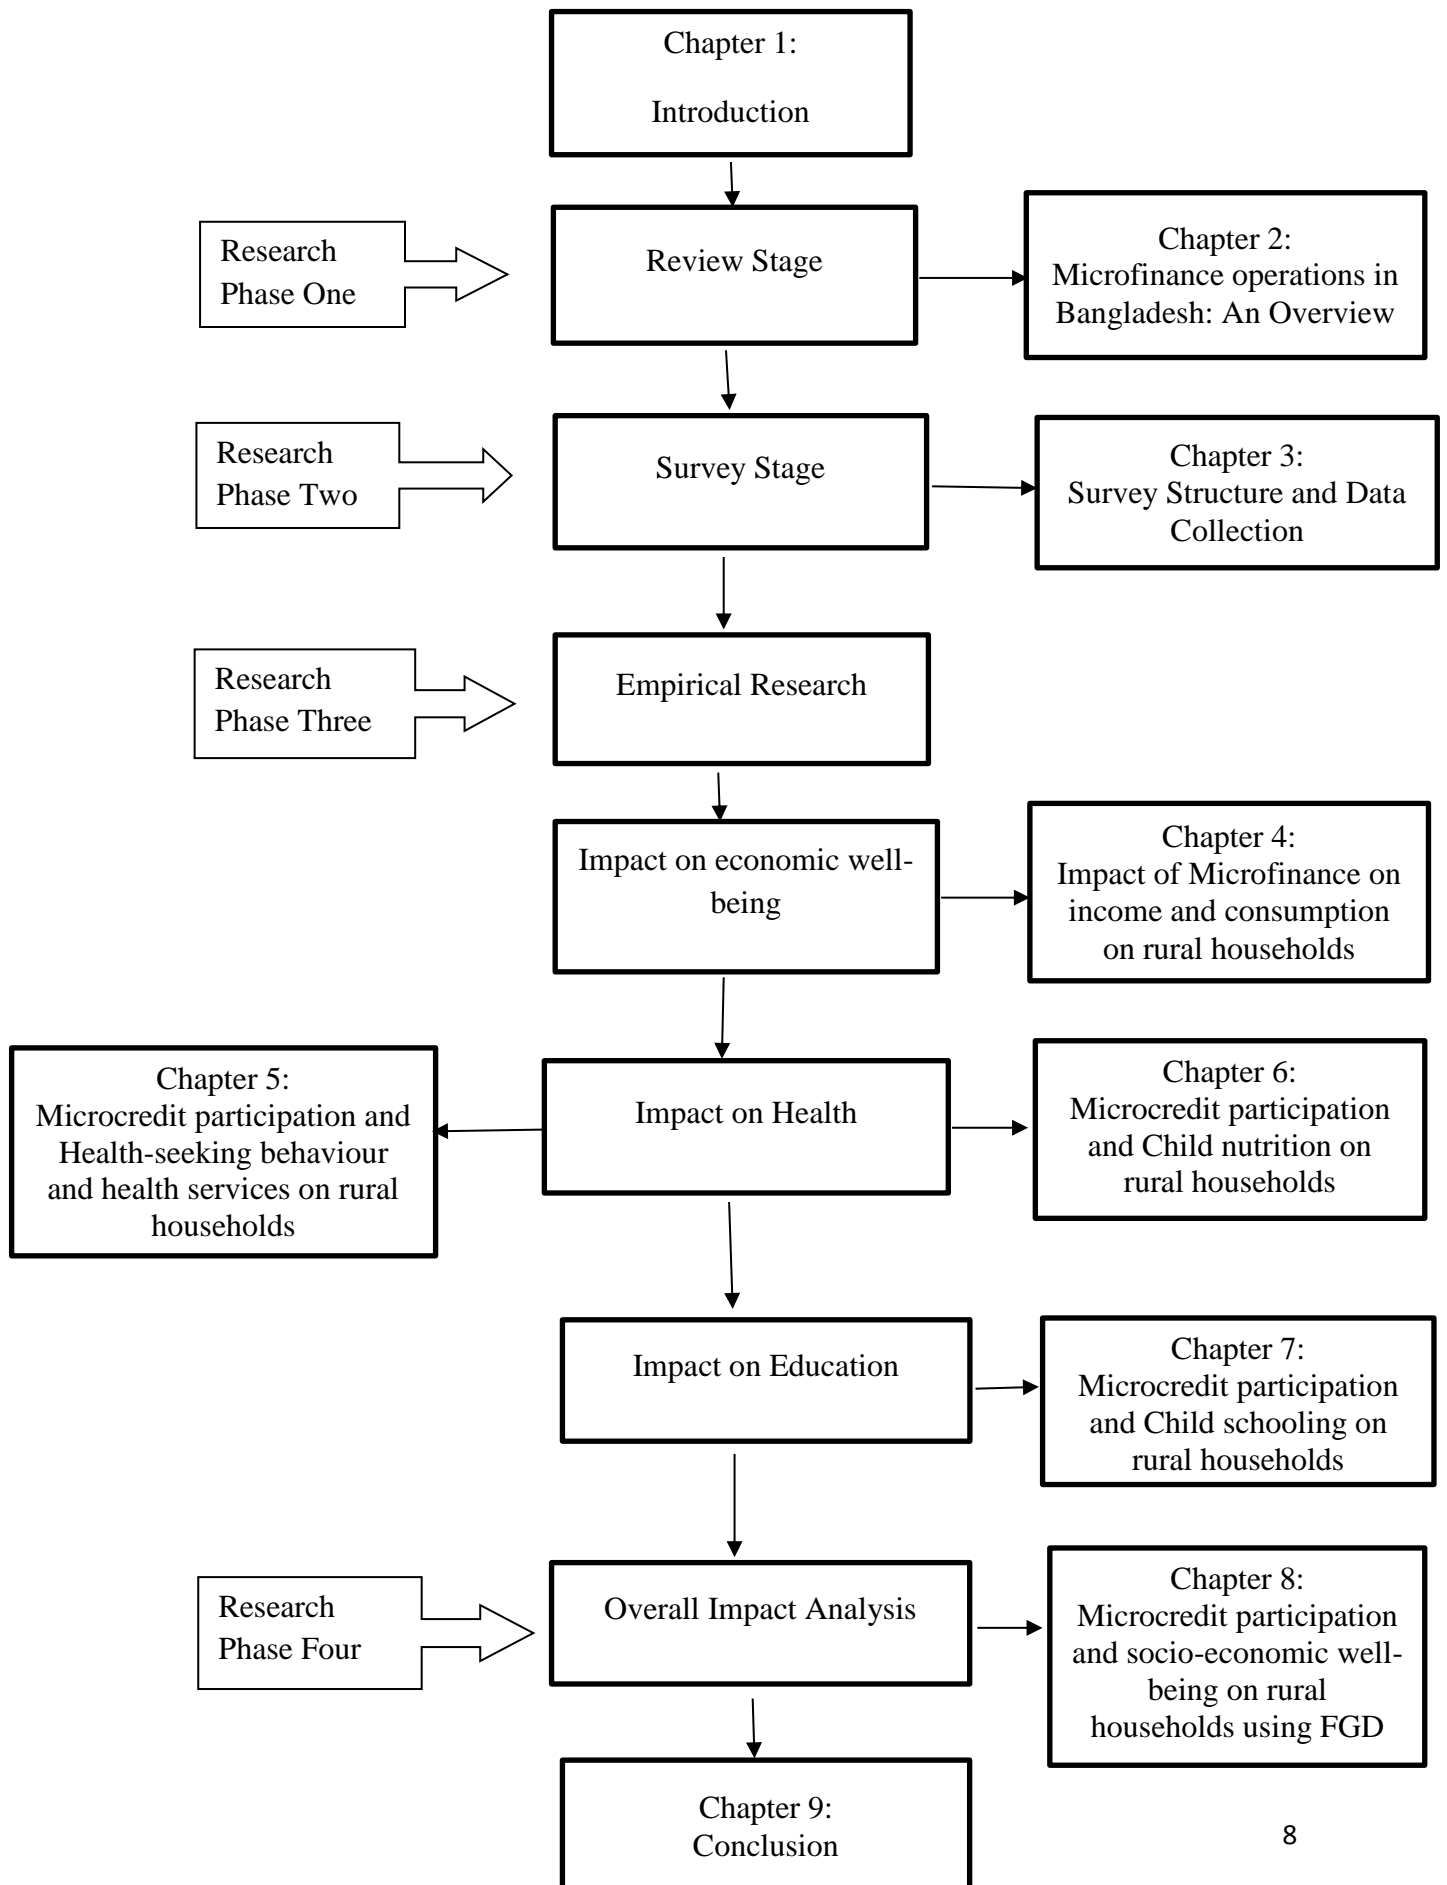 Chapter 1:
Introduction
Research
Phase One
Review Stage
Chapter 2:
Microfinance operations in
Bangladesh: An Overview
Research
Phase Two
Survey Stage
Chapter 3:
Survey Structure and Data
Collection
Research
Phase Three
Empirical Research
Impact on economic well-
being
Chapter 4:
Impact of Microfinance on
income and consumption
on rural households
Chapter 5:
Microcredit participation and
Health-seeking behaviour
and health services on rural
households
Impact on Health
Chapter 6:
Microcredit participation
and Child nutrition on
rural households
Impact on Education
Chapter 7:
Microcredit participation
and Child schooling on
rural households
Research
Phase Four
Overall Impact Analysis
Chapter 8:
Microcredit participation
and socio-economic well-
being on rural
households using FGD
Chapter 9:
Conclusion
8